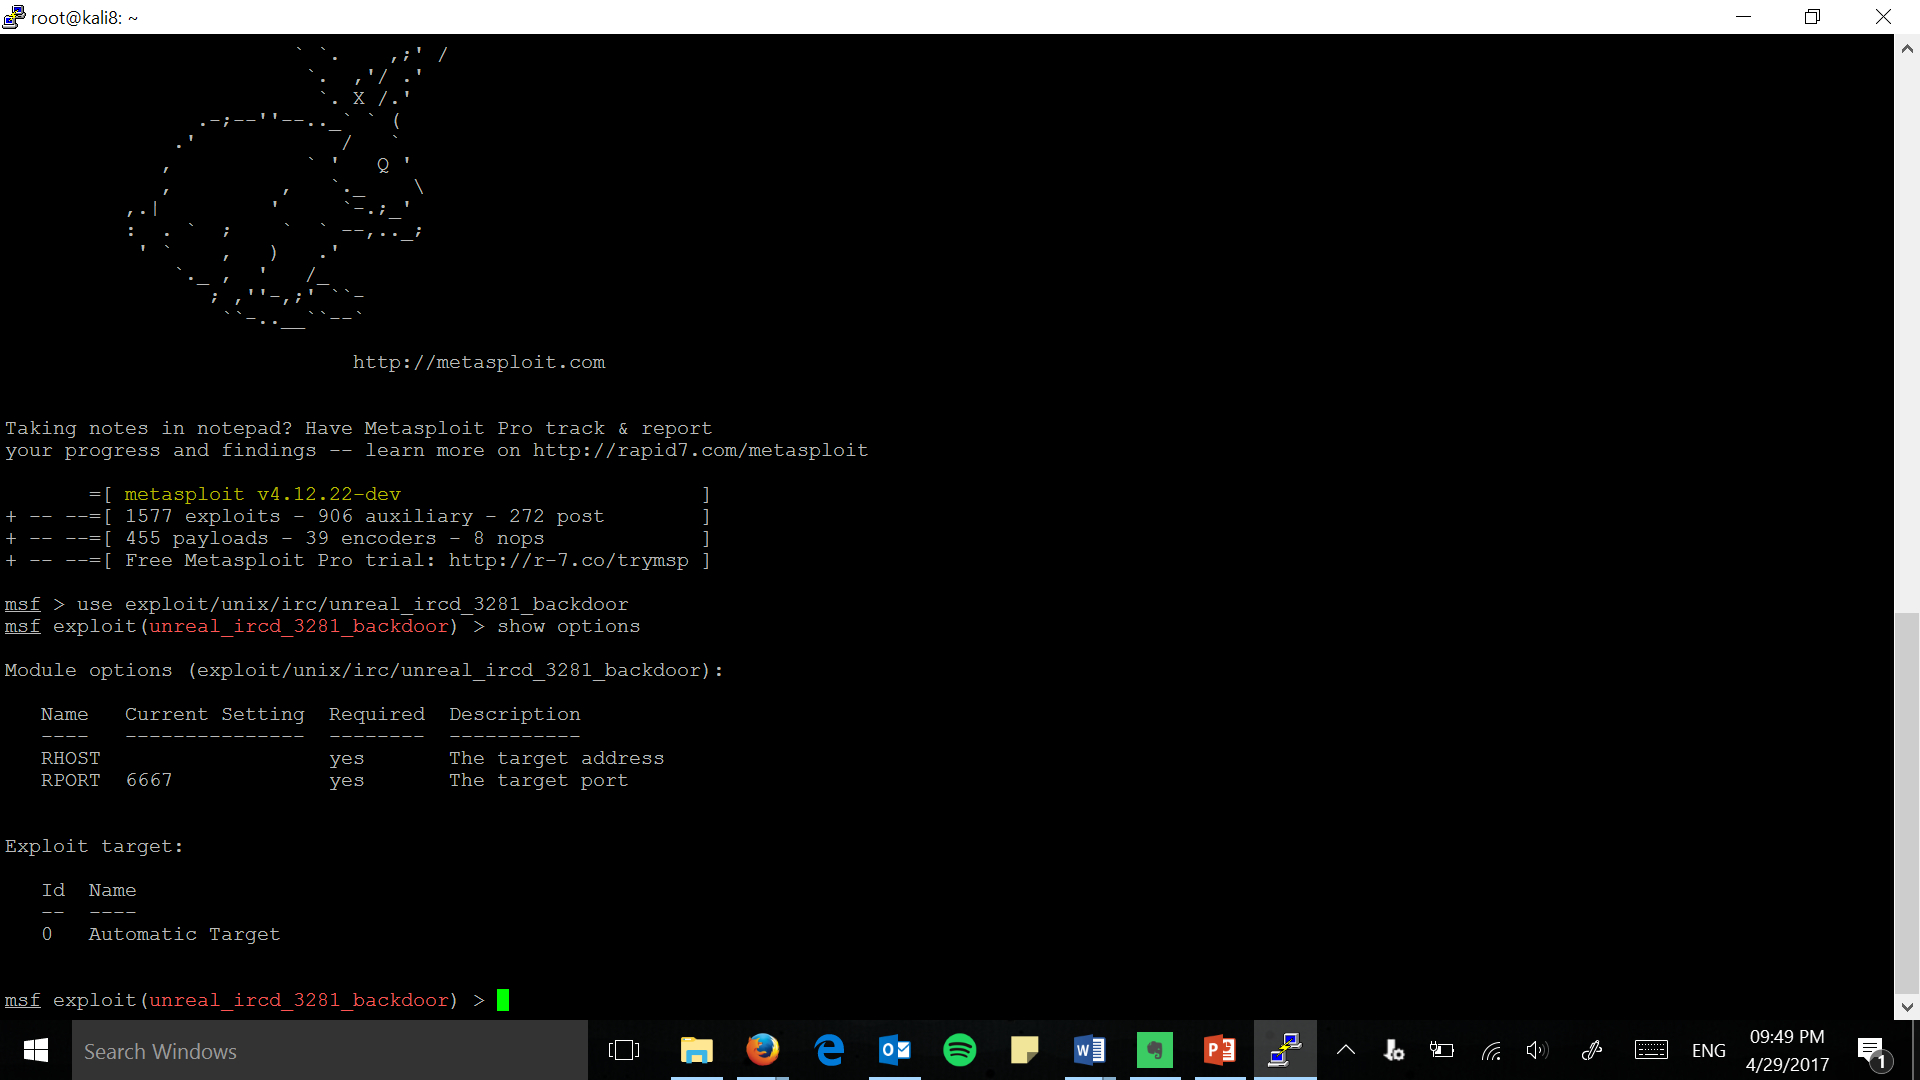 root@kali8: ~
` `.    ,;' /
`.  ,'/ .'
`. X /.'
.-;--''--.._` ` (
.'            /   `
,           ` '   Q '
,         ,   `._    \
,.|         '     `-.;_'
:  . `  ;    `  ` --,.._;
' `    ,   )   .'
`._ ,  '   /_
; ,''-,;' ``-
``-..__``--`
http://metasploit.com
Taking notes in notepad? Have Metasploit Pro track & report
your progress and findings -- learn more on http://rapid7.com/metasploit
=[ metasploit v4.12.22-dev                         ]
+ -- --=[ 1577 exploits - 906 auxiliary - 272 post        ]
+ -- --=[ 455 payloads - 39 encoders - 8 nops             ]
+ -- --=[ Free Metasploit Pro trial: http://r-7.co/trymsp ]
msf > use exploit/unix/irc/unreal_ircd_3281_backdoor
msf exploit(unreal_ircd_3281_backdoor) > show options
Module options (exploit/unix/irc/unreal_ircd_3281_backdoor):
Name   Current Setting  Required  Description
----   ---------------  --------  -----------
RHOST                   yes       The target address
RPORT  6667             yes       The target port
Exploit target:
Id  Name
--  ----
0   Automatic Target
msf exploit(unreal_ircd_3281_backdoor) >
Search Windows
ENG
09:49 PM
4/29/2017
1